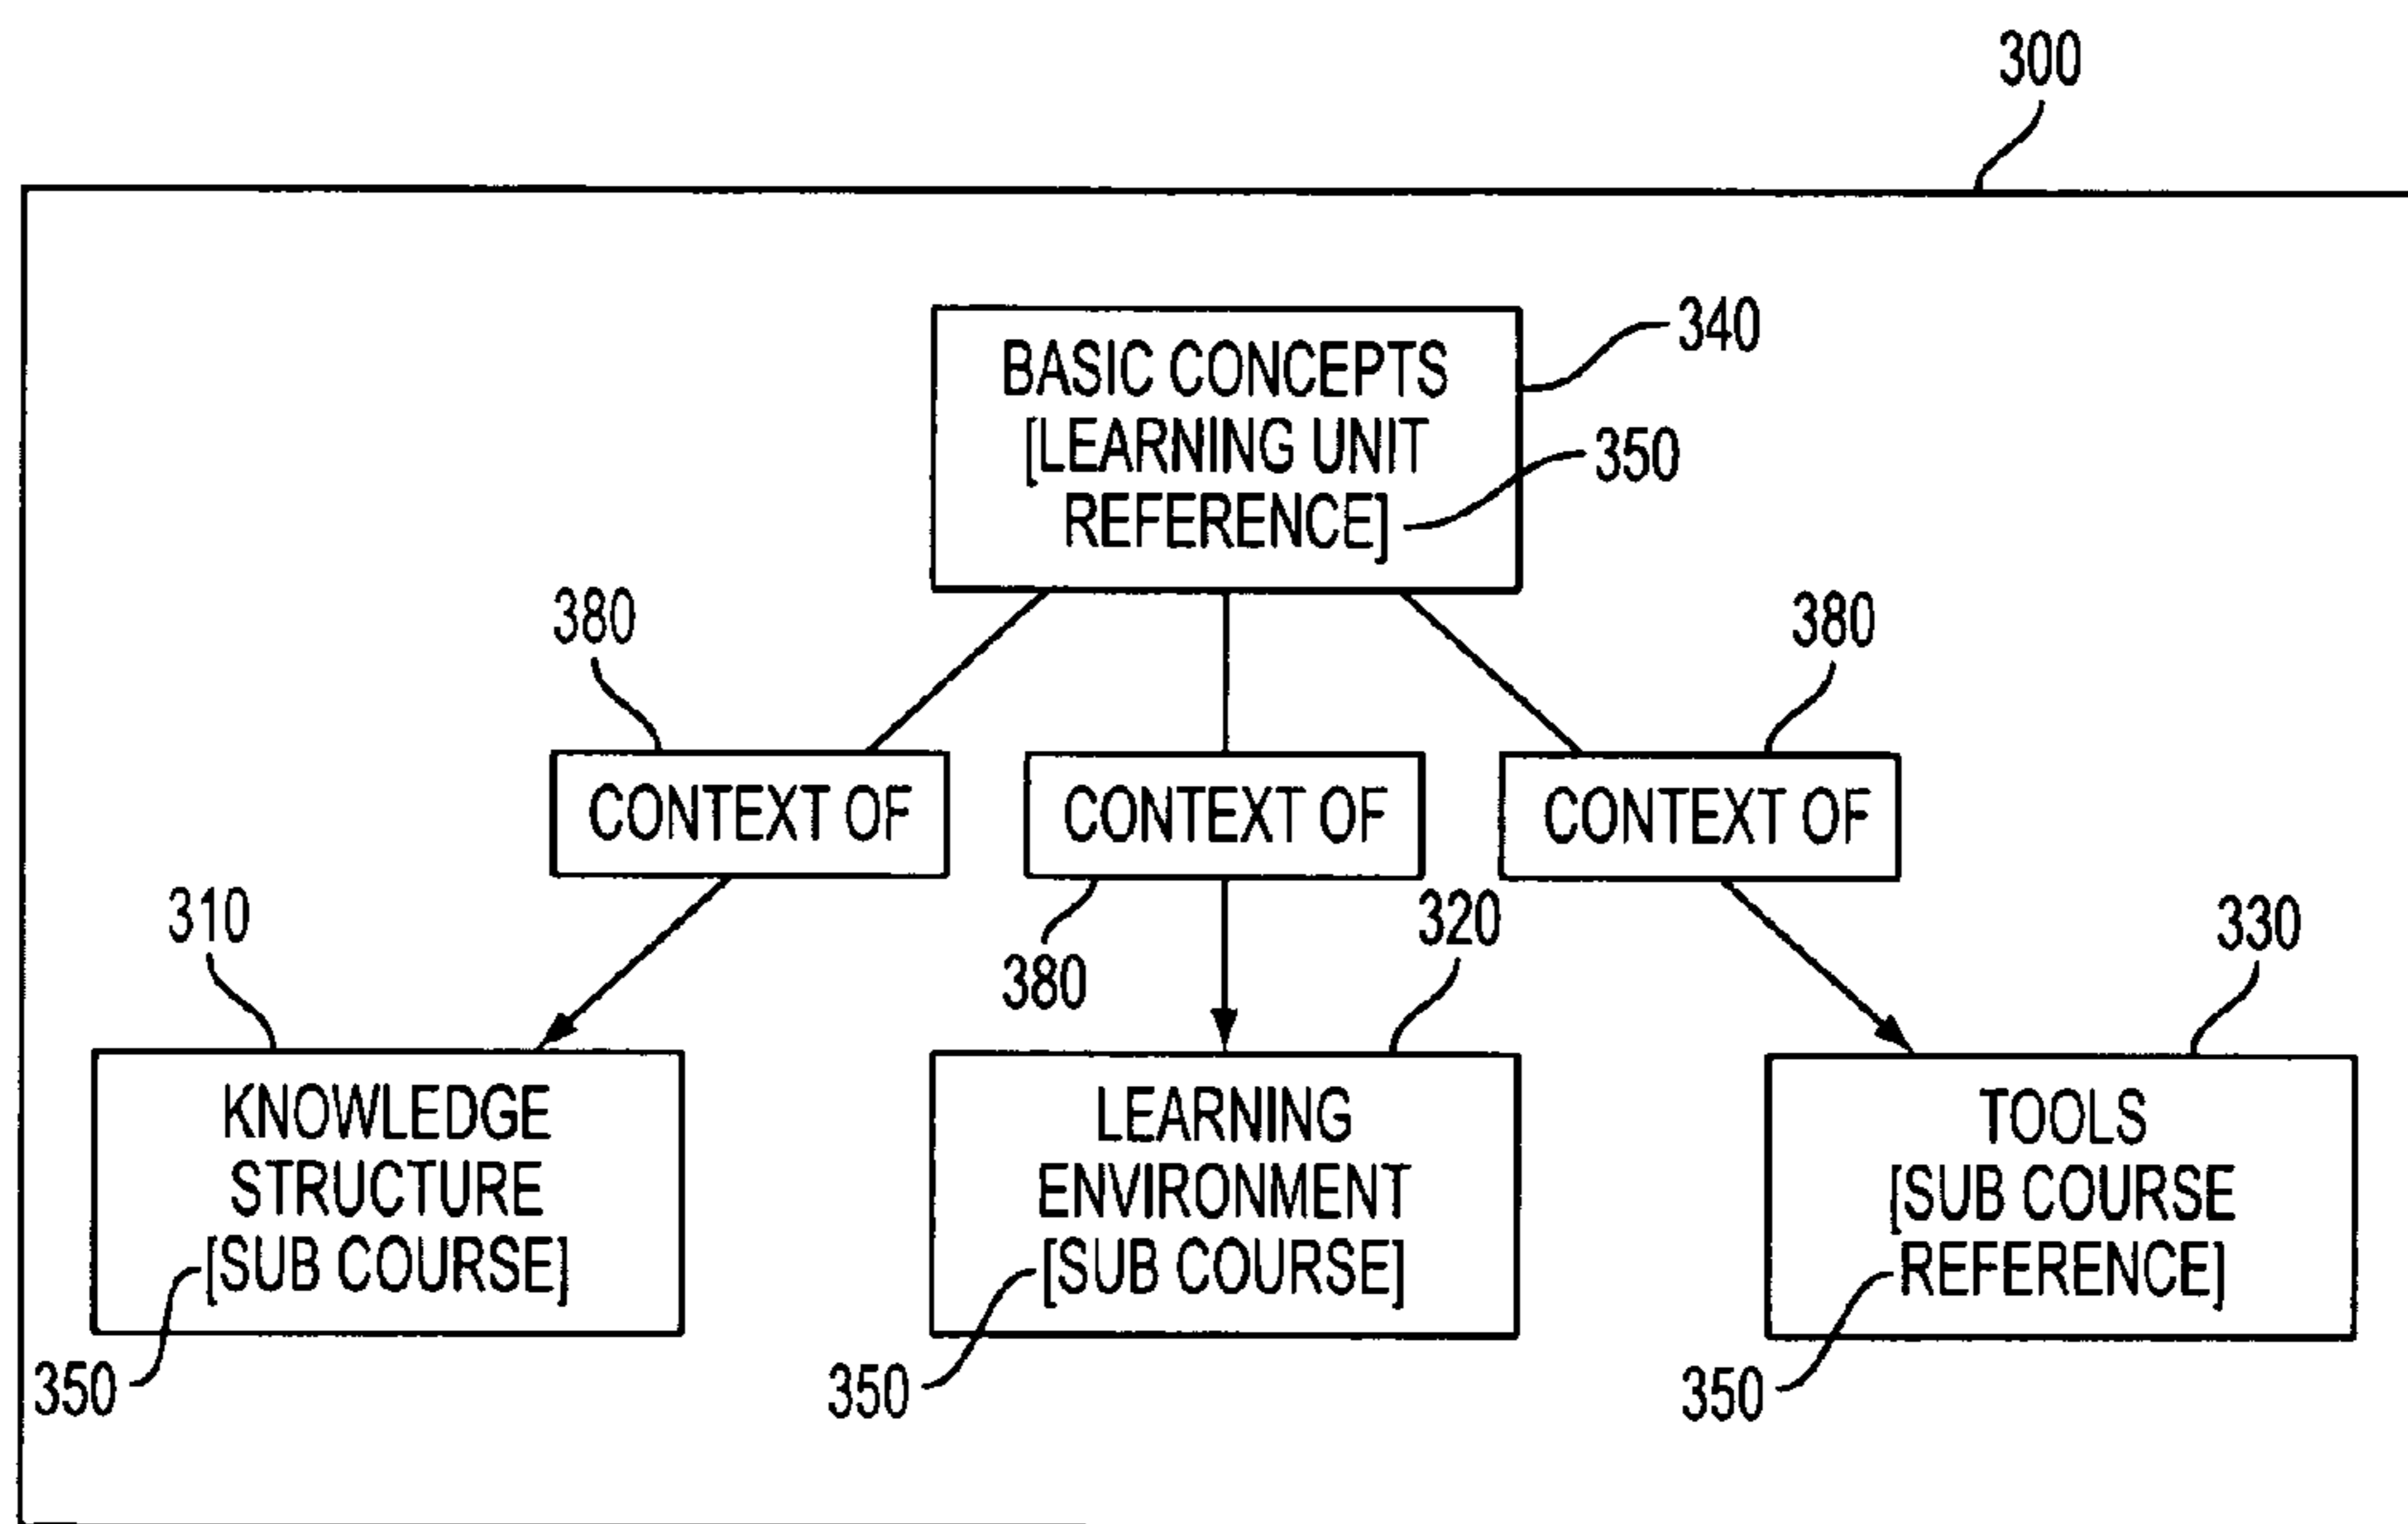 300
BASIC CONCEPTS
[LEARNING UNIT
REFERENCE]
340
350
380
380
CONTEXT OF
CONTEXT OF
CONTEXT OF
310
380
320
330
KNOWLEDGE
STRUCTURE
[SUB COURSE]
350
LEARNING
ENVIRONMENT
[SUB COURSE]
350
TOOLS
[SUB COURSE
REFERENCE]
350